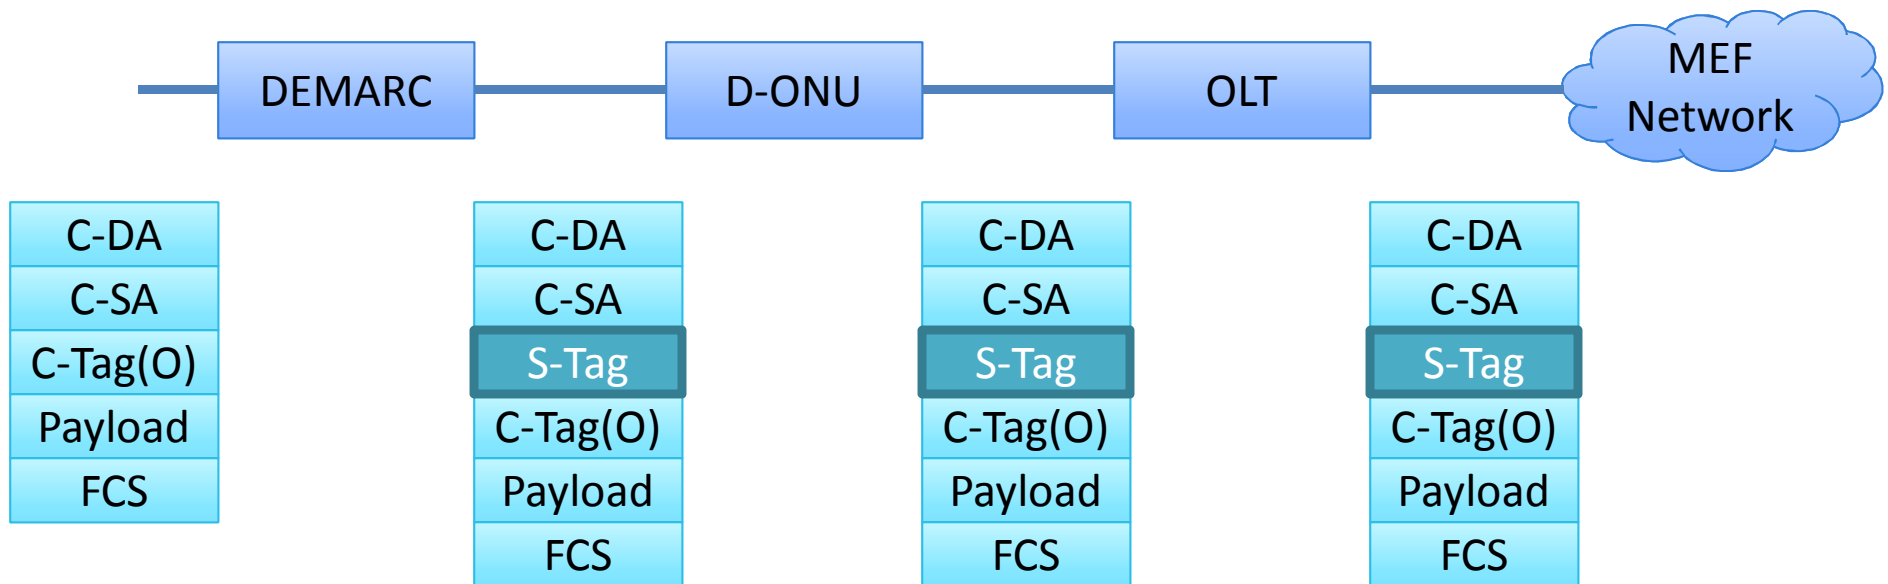 DEMARC
D-ONU
OLT
MEF
Network
C-DA
C-SA
C-Tag(O)
Payload
FCS
C-DA
C-SA
S-Tag
C-Tag(O)
Payload
FCS
C-DA
C-SA
S-Tag
C-Tag(O)
Payload
FCS
C-DA
C-SA
S-Tag
C-Tag(O)
Payload
FCS